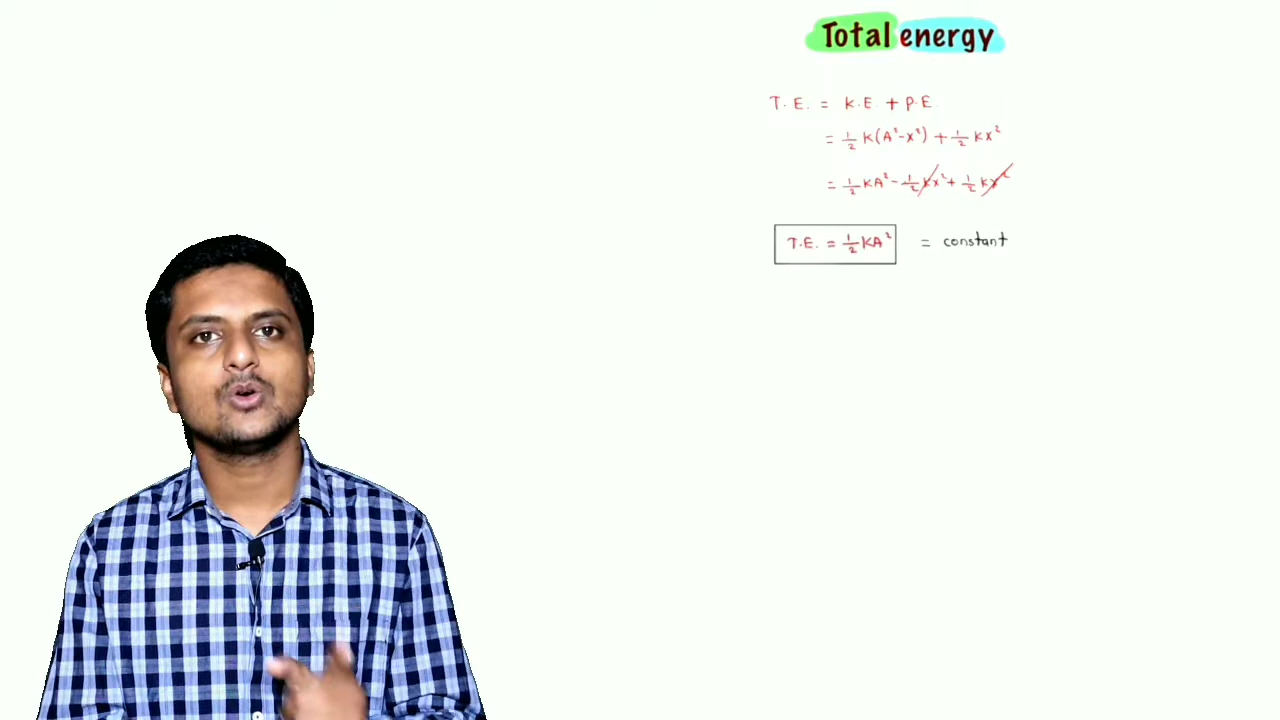 Total energy
T.E. = K.E. + P.E.
= 1/2 K(A² - x²) + 1/2 Kx²
= 1/2 KA² - 1/2 Kx² + 1/2 Kx²
T.E. = 1/2 KA² = constant